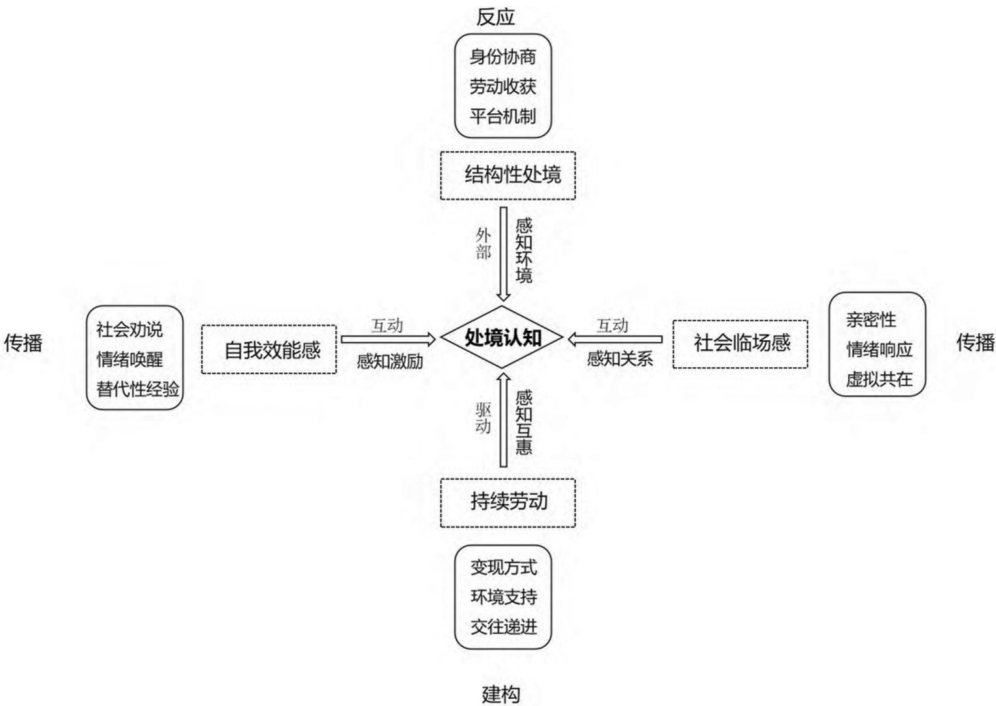 反应
身份协商
劳动收获
平台机制
结构性处境
外部
感知环境
传播
社会劝说
情绪唤醒
替代性经验
自我效能感
互动
感知激励
处境认知
互动
感知关系
社会临场感
亲密性
情绪响应
虚拟共在
传播
驱动
感知互惠
持续劳动
变现方式
环境支持
交往递进
建构